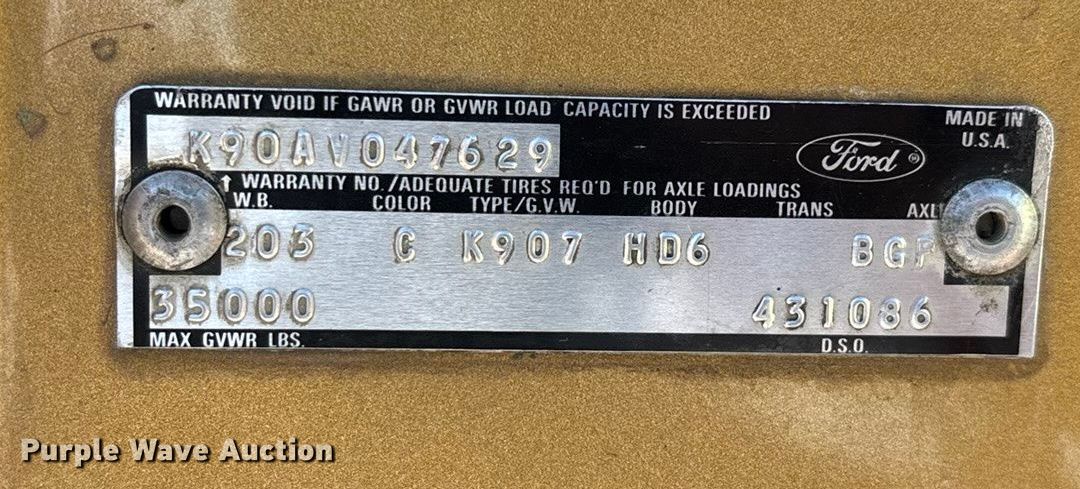 WARRANTY VOID IF GAWR OR GVWR LOAD CAPACITY IS EXCEEDED
MADE IN
U.S.A.
K90AV047629
Ford
↑ WARRANTY NO./ADEQUATE TIRES REQ'D FOR AXLE LOADINGS
W.B. COLOR TYPE/G.V.W. BODY TRANS
203 C K907 HD6
35000 431086
MAX GVWR LBS. D.S.O.
Purple Wave Auction